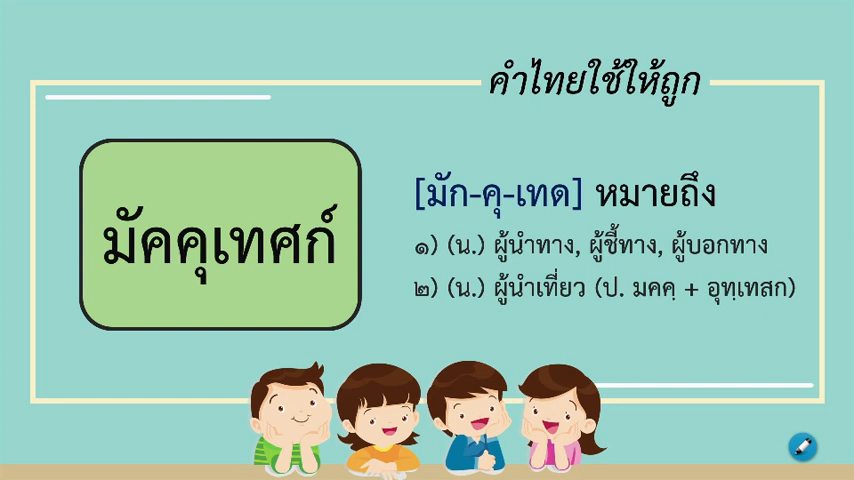 คำไทยใช้ให้ถูก
มัคคุเทศก์
[มัก-คุ-เทด] หมายถึง
๑) (น.) ผู้นำทาง, ผู้ชี้ทาง, ผู้บอกทาง
๒) (น.) ผู้นำเที่ยว (ป. มคคฺ + อุทฺเทสก)